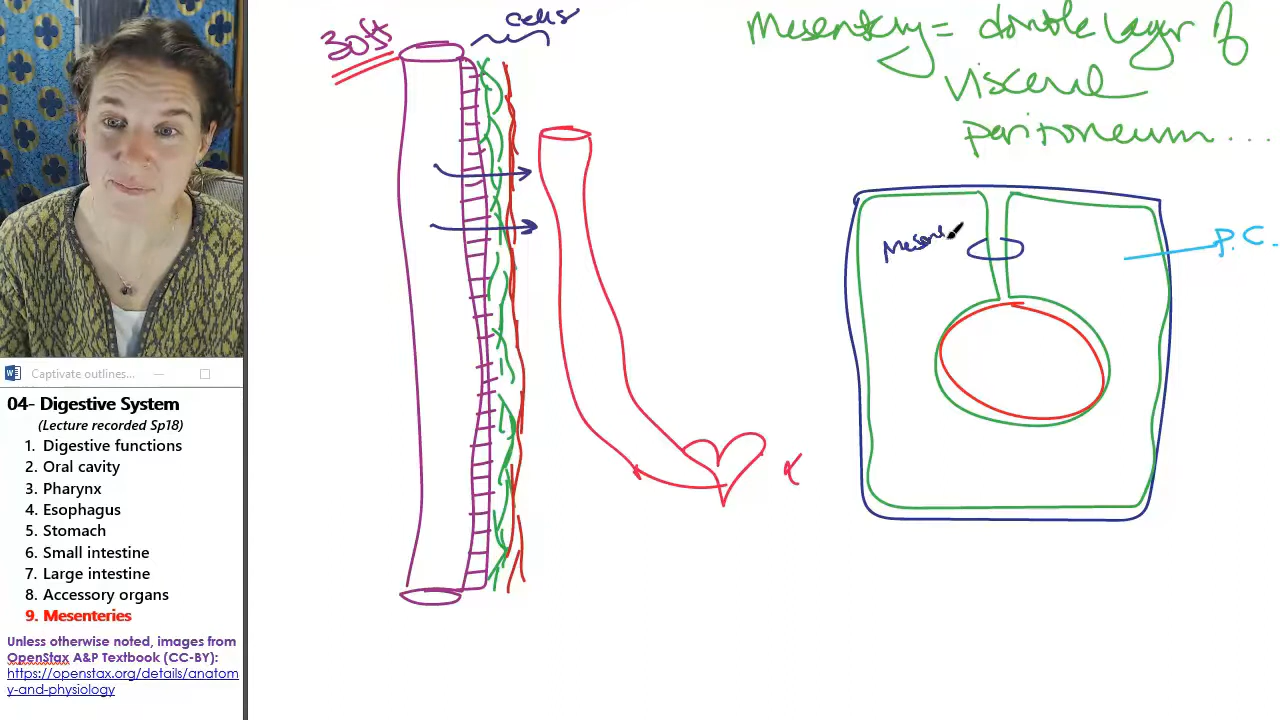 30ft
cells
Mesentery = double layer of
visceral
peritoneum...
P.C.
Mesen
Captivate outlines...
04- Digestive System
(Lecture recorded Sp18)
1. Digestive functions
2. Oral cavity
3. Pharynx
4. Esophagus
5. Stomach
6. Small intestine
7. Large intestine
8. Accessory organs
9. Mesenteries
Unless otherwise noted, images from
OpenStax A&P Textbook (CC-BY):
https://openstax.org/details/anatom
y-and-physiology